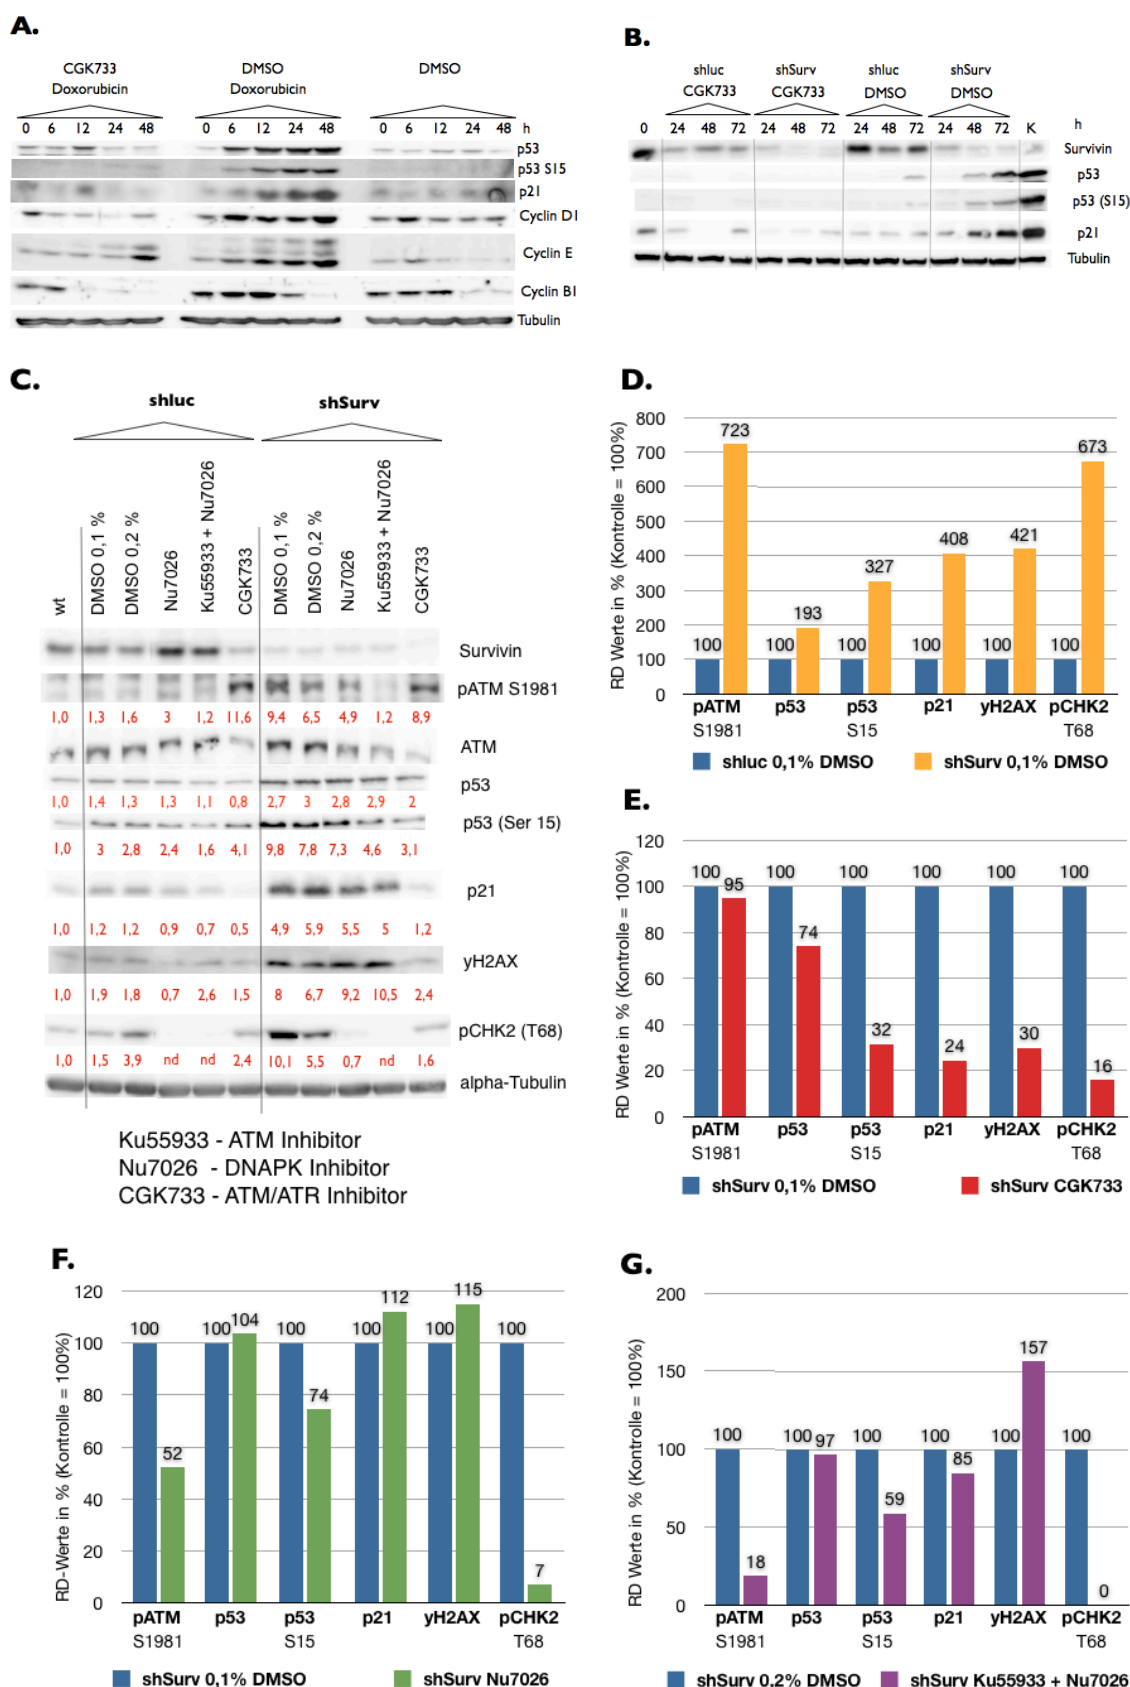 A.
CGK733
Doxorubicin
DMSO
Doxorubicin
DMSO
0 6 12 24 48 0 6 12 24 48 0 6 12 24 48 h
p53
p53 S15
p21
Cyclin D1
Cyclin E
Cyclin B1
Tubulin
B.
shluc
CGK733
shSurv
CGK733
shluc
DMSO
shSurv
DMSO
0 24 48 72 24 48 72 24 48 72 24 48 72 K h
Survivin
p53
p53 (S15)
p21
Tubulin
C.
shluc shSurv
wt
DMSO 0,1 %
DMSO 0,2 %
Nu7026
Ku55933 + Nu7026
CGK733
DMSO 0,1 %
DMSO 0,2 %
Nu7026
Ku55933 + Nu7026
CGK733
Survivin
pATM S1981
1,0 1,3 1,6 3 1,2 11,6 9,4 6,5 4,9 1,2 8,9
ATM
p53
1,0 1,4 1,3 1,3 1,1 0,8 2,7 3 2,8 2,9 2
p53 (Ser 15)
1,0 3 2,8 2,4 1,6 4,1 9,8 7,8 7,3 4,6 3,1
p21
1,0 1,2 1,2 0,9 0,7 0,5 4,9 5,9 5,5 5 1,2
yH2AX
1,0 1,9 1,8 0,7 2,6 1,5 8 6,7 9,2 10,5 2,4
pCHK2 (T68)
1,0 1,5 3,9 nd nd 2,4 10,1 5,5 0,7 nd 1,6
alpha-Tubulin
Ku55933 - ATM Inhibitor
Nu7026 - DNAPK Inhibitor
CGK733 - ATM/ATR Inhibitor
D.
RD Werte in % (Kontrolle = 100%)
800
700
600
500
400
300
200
100
0
100 723 100 193 100 327 100 408 100 421 100 673
pATM p53 p53 p21 yH2AX pCHK2
S1981 S15 T68
shluc 0,1% DMSO shSurv 0,1% DMSO
E.
RD Werte in % (Kontrolle = 100%)
120
100
80
60
40
20
0
100 95 100 74 100 32 100 24 100 30 100 16
pATM p53 p53 p21 yH2AX pCHK2
S1981 S15 T68
shSurv 0,1% DMSO shSurv CGK733
F.
RD-Werte in % (Kontrolle = 100%)
120
100
80
60
40
20
0
100 52 100 104 100 74 100 112 100 115 100 7
pATM p53 p53 p21 yH2AX pCHK2
S1981 S15 T68
shSurv 0,1% DMSO shSurv Nu7026
G.
RD Werte in % (Kontrolle = 100%)
200
150
100
50
0
100 18 100 97 100 59 100 85 100 157 100 0
pATM p53 p53 p21 yH2AX pCHK2
S1981 S15 T68
shSurv 0,2% DMSO shSurv Ku55933 + Nu7026